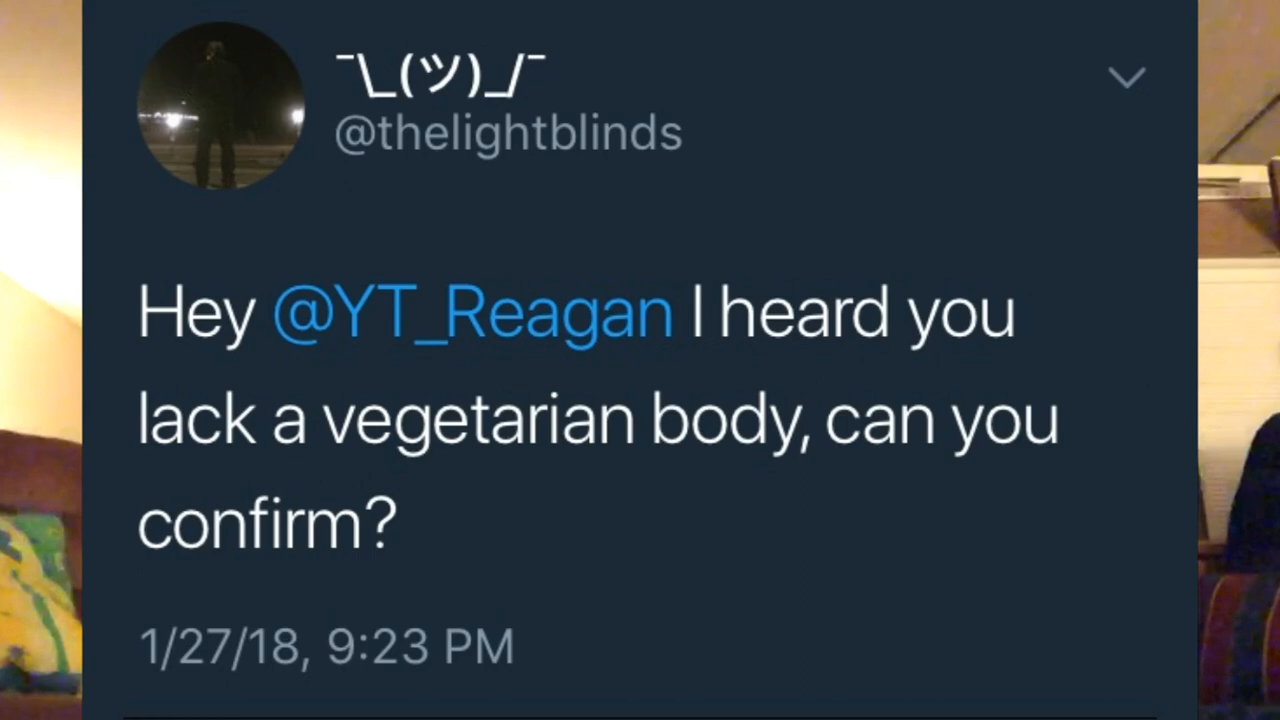 ¯\_(ツ)_/¯
@thelightblinds
Hey @YT_Reagan I heard you
lack a vegetarian body, can you
confirm?
1/27/18, 9:23 PM